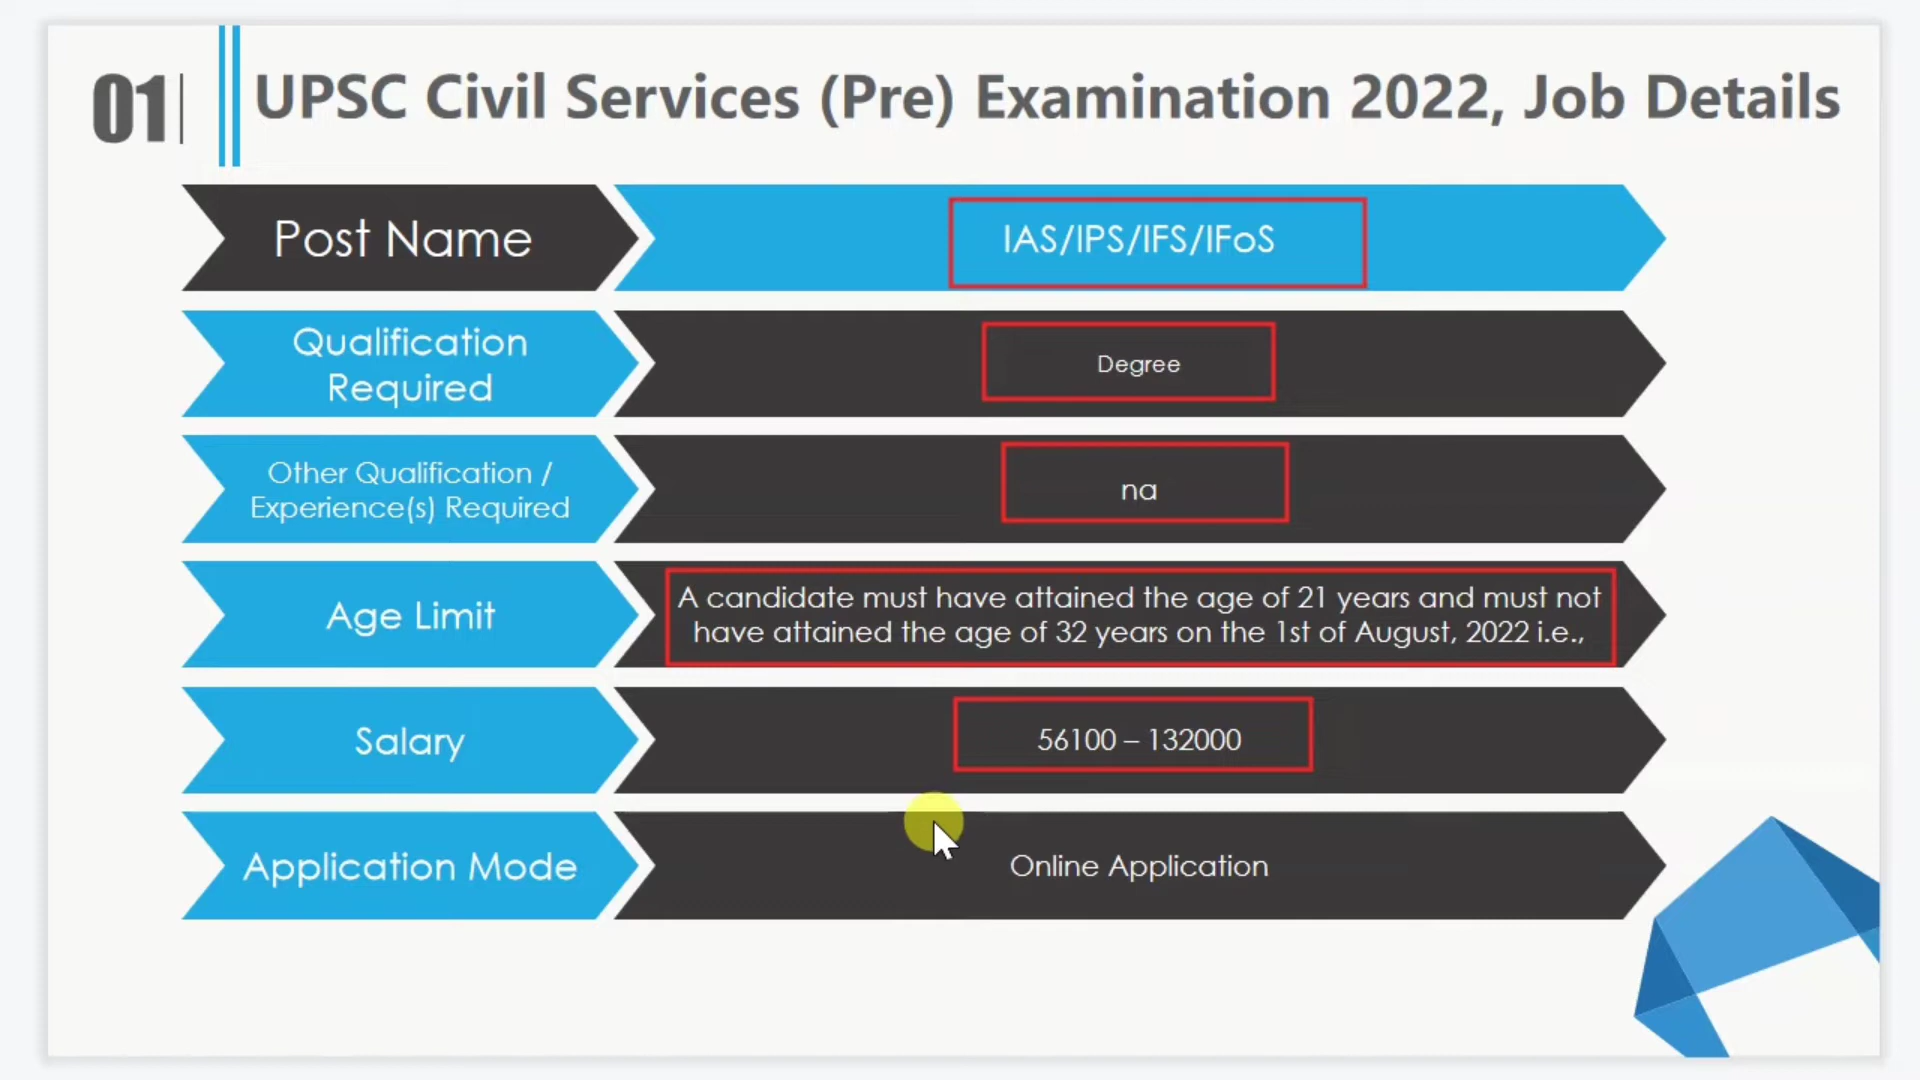 01
UPSC Civil Services (Pre) Examination 2022, Job Details
Post Name
IAS/IPS/IFS/IFoS
Qualification
Required
Degree
Other Qualification /
Experience(s) Required
na
Age Limit
A candidate must have attained the age of 21 years and must not
have attained the age of 32 years on the 1st of August, 2022 i.e.,
Salary
56100 – 132000
Application Mode
Online Application